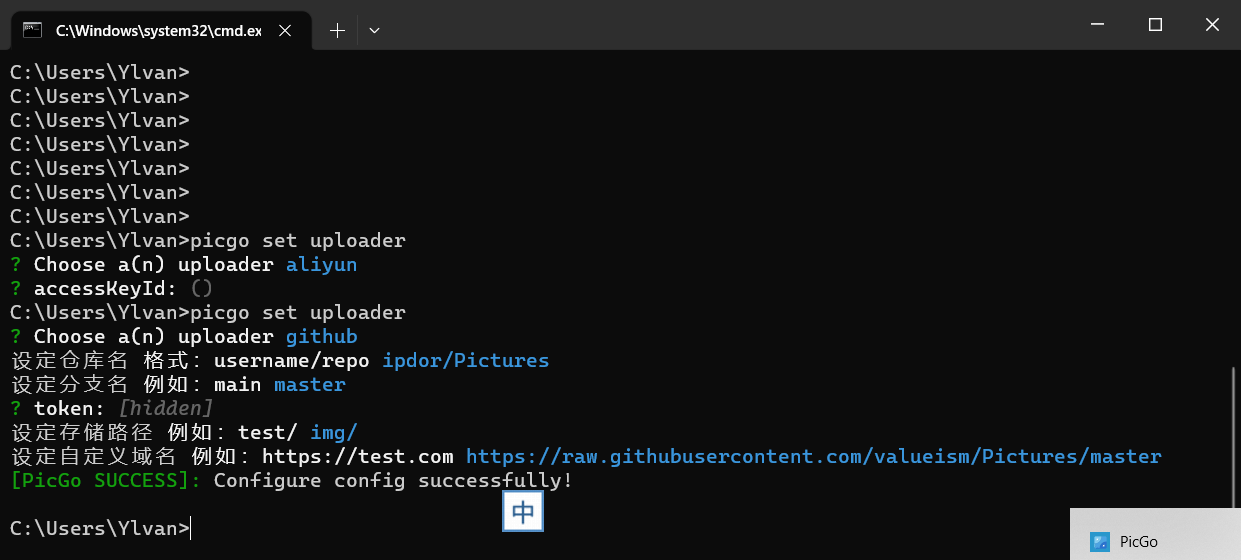 C:\Windows\system32\cmd.ex
C:\Users\Ylvan>
C:\Users\Ylvan>
C:\Users\Ylvan>
C:\Users\Ylvan>
C:\Users\Ylvan>
C:\Users\Ylvan>
C:\Users\Ylvan>
C:\Users\Ylvan>picgo set uploader
? Choose a(n) uploader aliyun
? accessKeyId: ()
C:\Users\Ylvan>picgo set uploader
? Choose a(n) uploader github
设定仓库名 格式：username/repo ipdor/Pictures
设定分支名 例如：main master
? token: [hidden]
设定存储路径 例如：test/ img/
设定自定义域名 例如：https://test.com https://raw.githubusercontent.com/valueism/Pictures/master
[PicGo SUCCESS]: Configure config successfully!
中
C:\Users\Ylvan>
PicGo